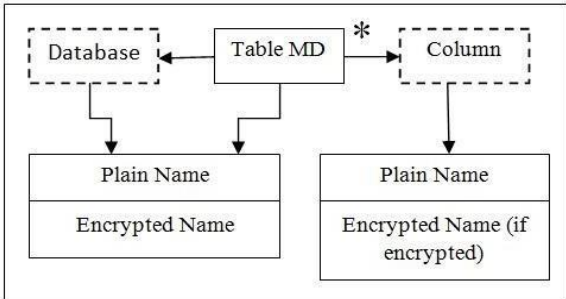 Database
Table MD
*
Column
Plain Name
Encrypted Name
Plain Name
Encrypted Name (if
encrypted)